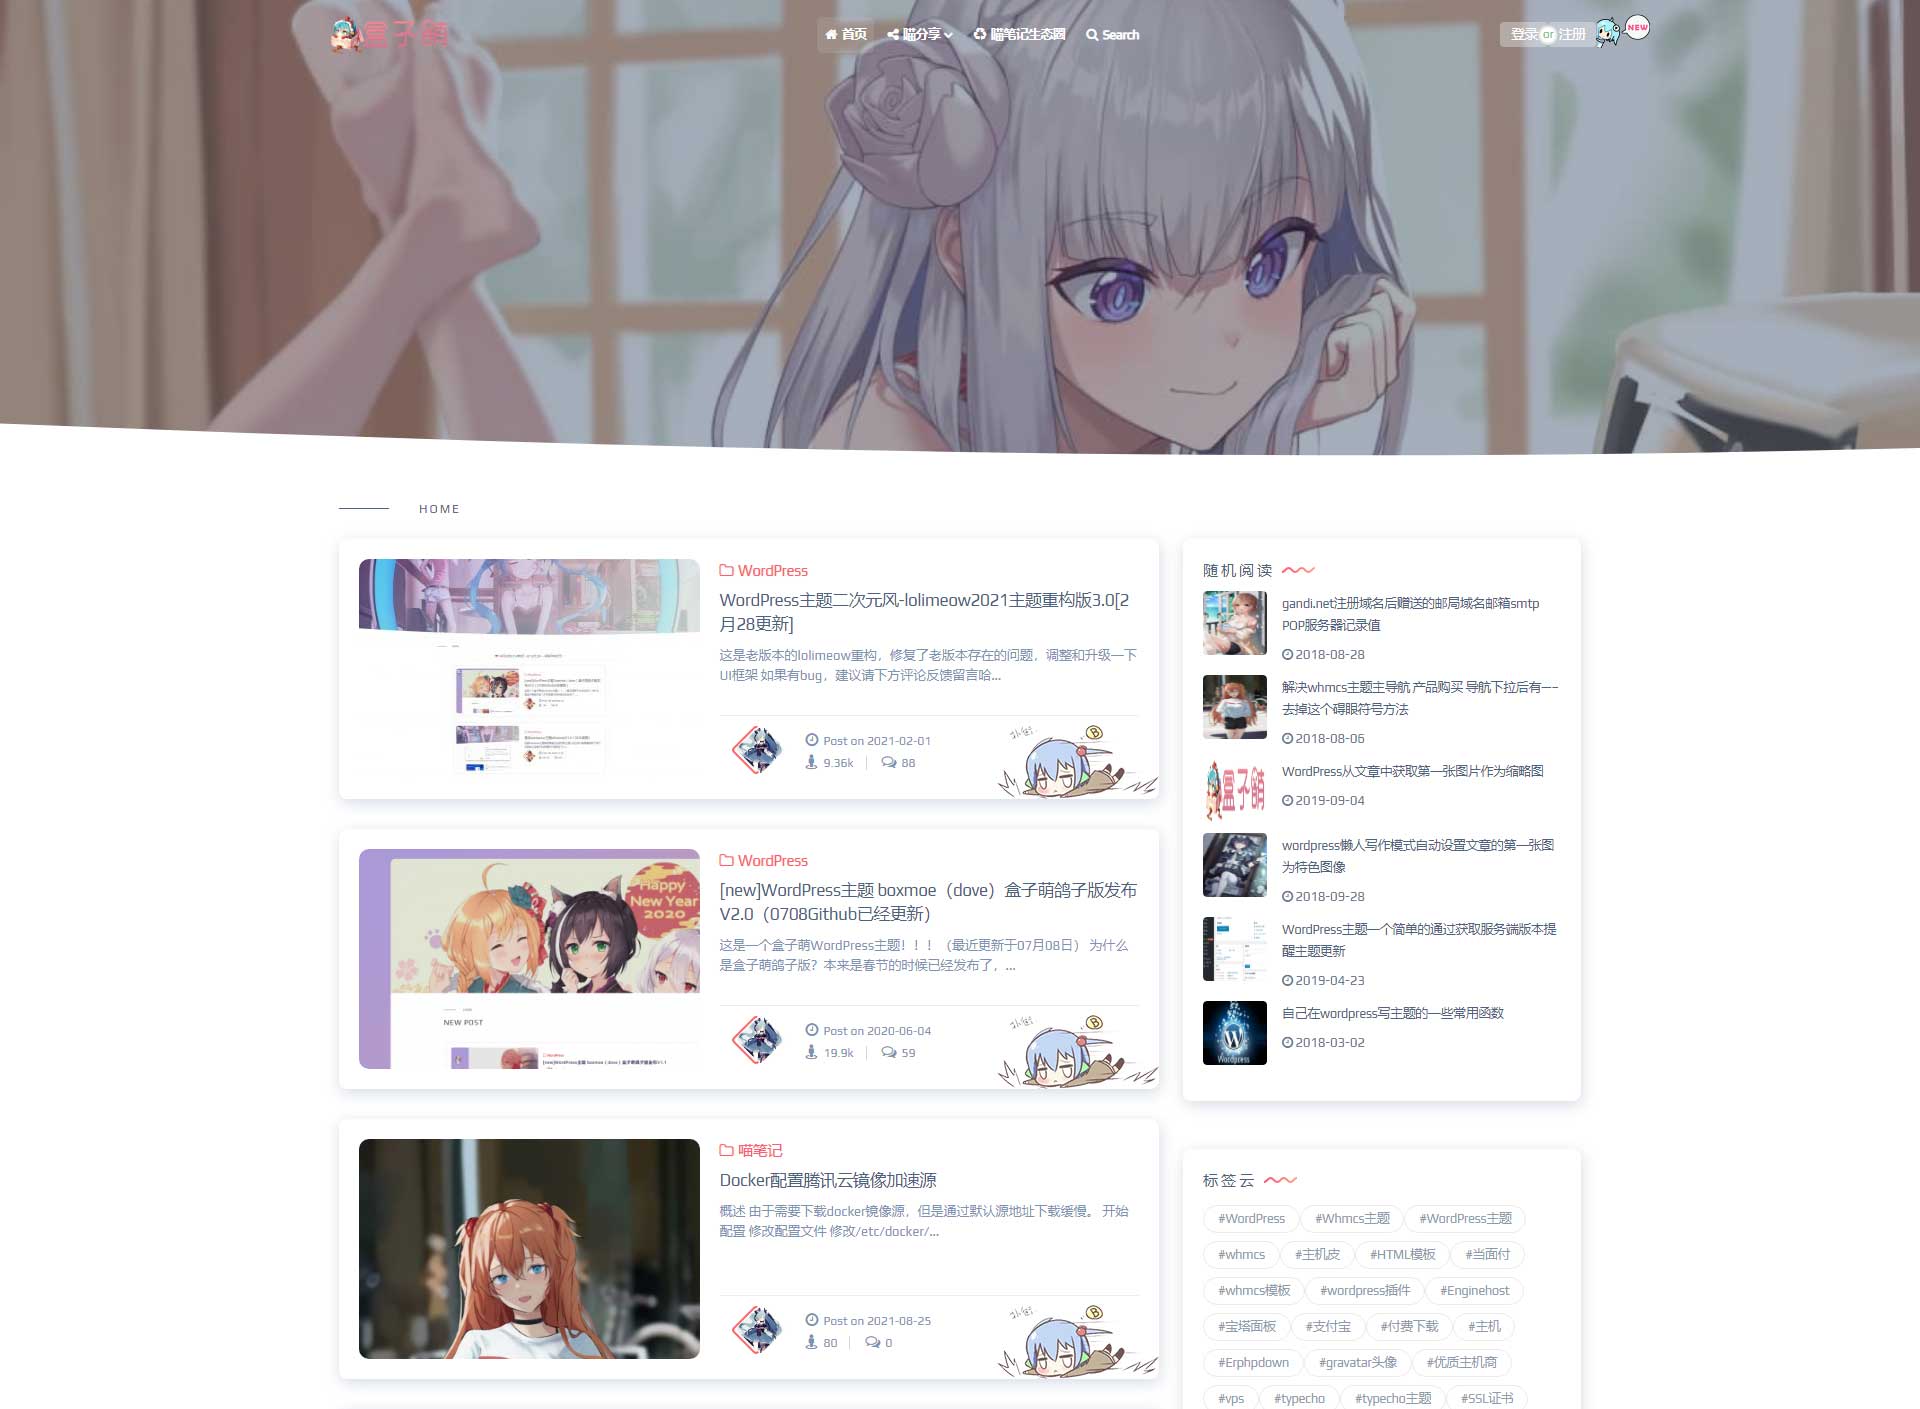 盒子萌
首页
喵分享
喵笔记生态圈
Search
登录 or 注册
NEW
HOME
WordPress
WordPress主题二次元风-lolimeow2021主题重构版3.0[2
月28更新]
这是老版本的lolimeow重构，修复了老版本存在的问题，调整和升级一下
UI框架 如果有bug，建议请下方评论反馈留言哈...
Post on 2021-02-01
9.36k
88
Happy
New Year
2020
NEW POST
WordPress
[new]WordPress主题 boxmoe（dove）盒子萌鸽子版发布
V2.0（0708Github已经更新）
这是一个盒子萌WordPress主题！！！（最近更新于07月08日） 为什么
是盒子萌鸽子版？本来是春节的时候已经发布了，...
Post on 2020-06-04
19.9k
59
喵笔记
Docker配置腾讯云镜像加速源
概述 由于需要下载docker镜像源，但是通过默认源地址下载缓慢。 开始
配置 修改配置文件 修改/etc/docker/...
Post on 2021-08-25
80
0
随机阅读
gandi.net注册域名后赠送的邮局域名邮箱smtp
POP服务器记录值
2018-08-28
解决whmcs主题主导航 产品购买 导航下拉后有----
去掉这个碍眼符号方法
2018-08-06
盒子萌
WordPress从文章中获取第一张图片作为缩略图
2019-09-04
wordpress懒人写作模式自动设置文章的第一张图
为特色图像
2018-09-28
WordPress主题一个简单的通过获取服务端版本提
醒主题更新
2019-04-23
Wordpress
自己在wordpress写主题的一些常用函数
2018-03-02
标签云
#WordPress #Whmcs主题 #WordPress主题
#whmcs #主机皮 #HTML模板 #当面付
#whmcs模板 #wordpress插件 #Enginehost
#宝塔面板 #支付宝 #付费下载 #主机
#Erphpdown #gravatar头像 #优质主机商
#vps #typecho #typecho主题 #SSL证书